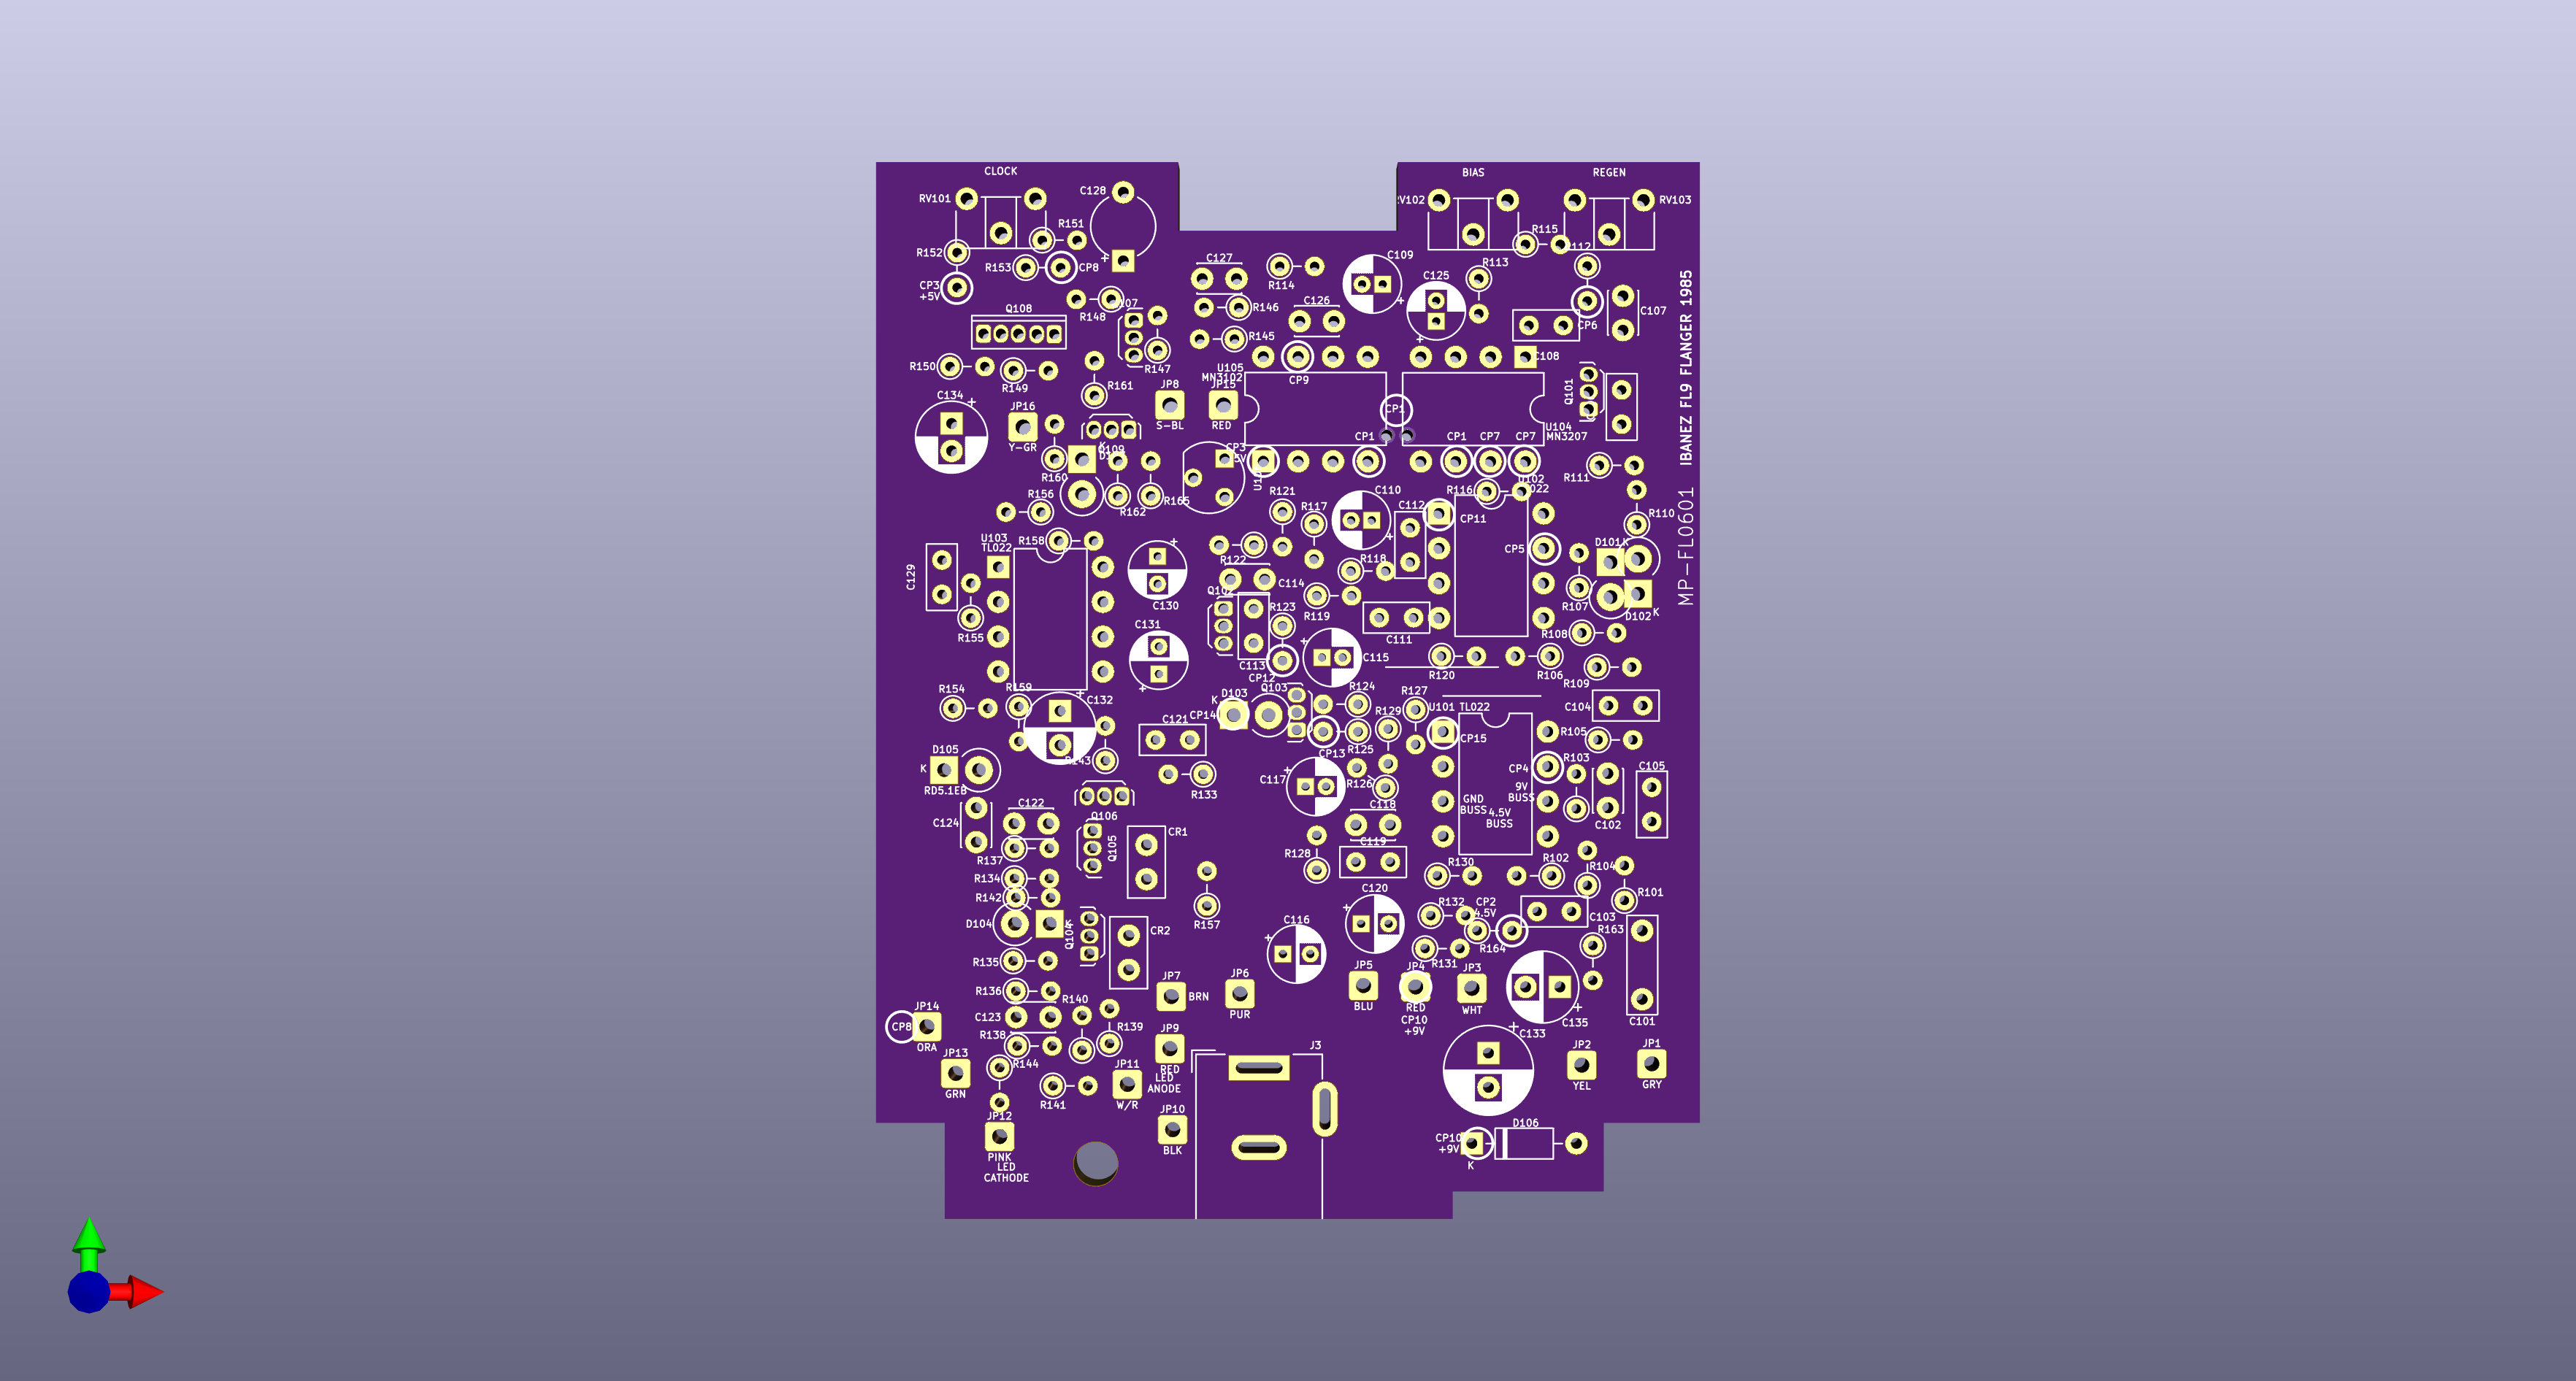 CLOCK
BIAS
REGEN
RV101
C128
RV102
RV103
R151
R115
R152
R112
R153
CP8
C127
C109
R113
C125
CP3
+5V
R114
Q108
R148
R146
C126
C107
CP6
R145
R147
C108
R150
R149
U105
MN3102
CP9
R161
C134
JP16
JP8
JP15
Q101
CP1
S-BL
RED
U104
MN3207
Y-GR
CP3
CP1
CP1
CP7
CP7
IBANEZ FL9 FLANGER 1985
R160
R165
R162
R111
R156
R121
C110
R116
R117
C112
CP11
R110
MP-FL0601
U103
TL022
R158
CP5
D101
K
R122
R118
C129
C114
C130
R119
R123
R107
D102
K
R155
C131
C113
C111
R108
CP12
C115
R120
R106
R109
R154
R159
C132
K
D103
Q103
R124
R127
CP14
R129
U101 TL022
C104
C121
CP13
R125
CP15
R105
D105
K
RD5.1EB
R133
C117
R126
CP4
R103
C105
9V
BUSS
GND
BUSS
4.5V
BUSS
C124
C122
C118
C102
Q106
Q105
CR1
R137
R128
C119
R134
R130
R102
R104
R142
R101
C120
D104
K
Q104
CR2
R157
C116
R132
CP2
4.5V
C103
R163
R164
R135
R131
R136
JP7
BRN
JP6
PUR
JP5
BLU
JP4
RED
CP10
+9V
JP3
WHT
C135
C101
JP14
CP8
ORA
C123
R140
R139
R138
JP9
RED
LED
ANODE
J3
C133
JP13
GRN
R144
JP11
W/R
JP2
YEL
JP1
GRY
R141
JP12
PINK
LED
CATHODE
JP10
BLK
D106
CP10
+9V
K